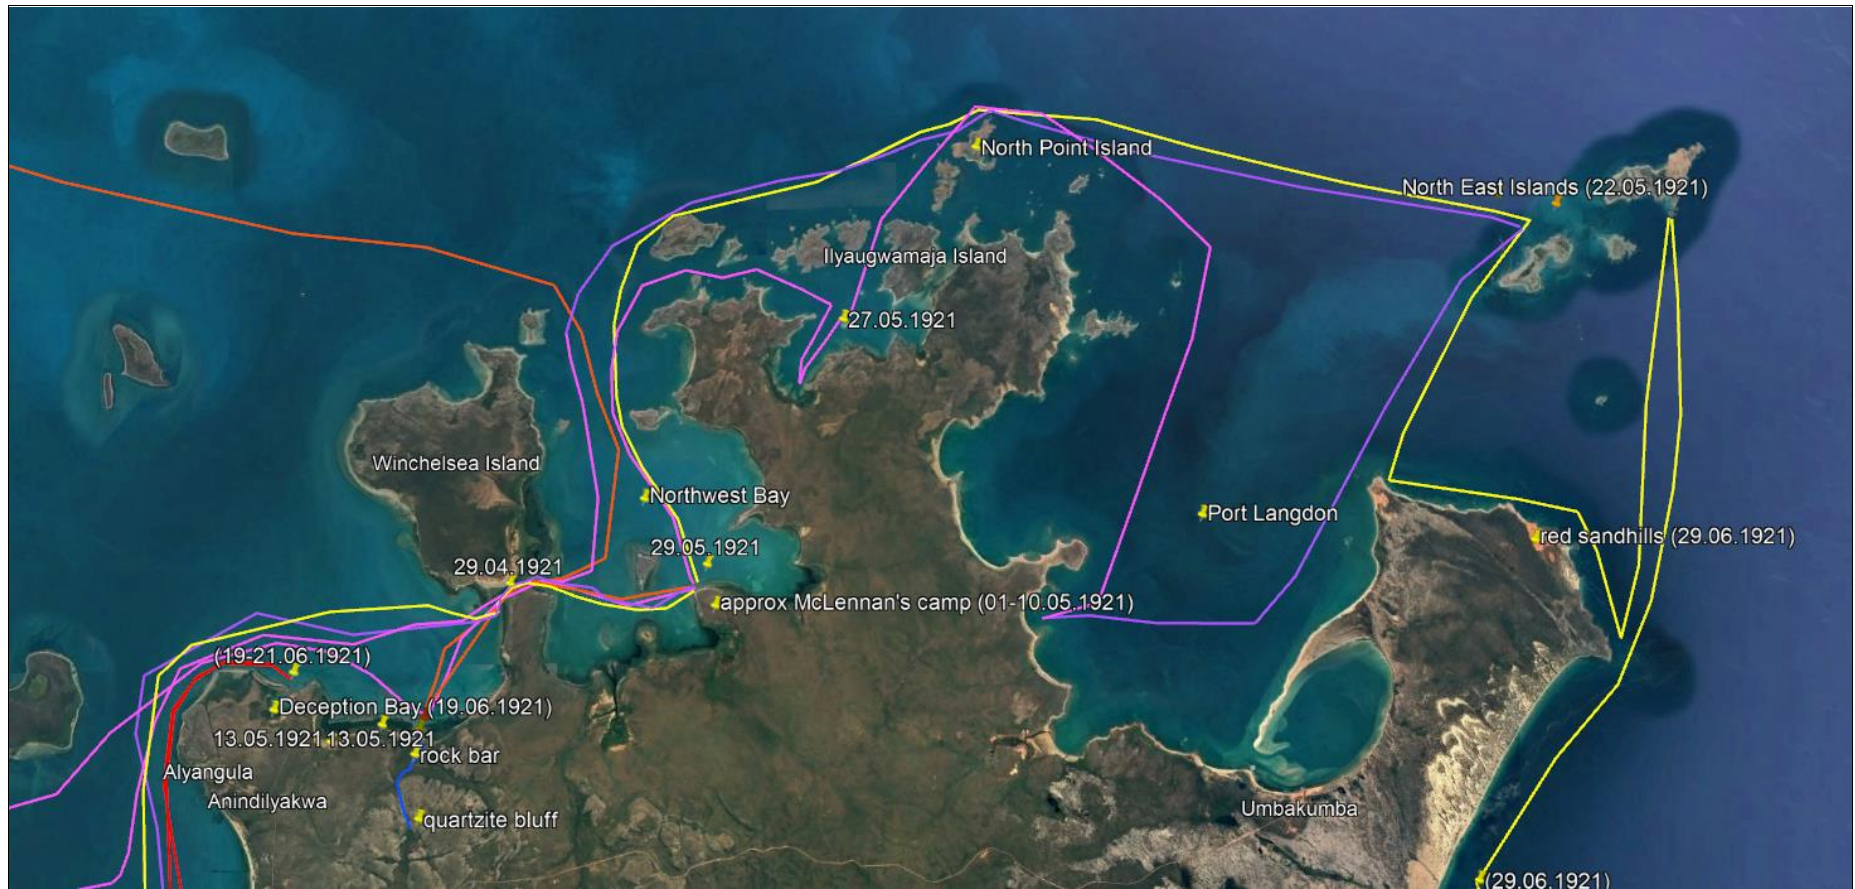 North Point Island
North East Islands (22.05.1921)
Ilyaugwamaja Island
27.05.1921
Winchelsea Island
Northwest Bay
Port Langdon
red sandhills (29.06.1921)
29.05.1921
29.04.1921
approx McLennan's camp (01-10.05.1921)
(19-21.06.1921)
Deception Bay (19.06.1921)
13.05.1921
13.05.1921
rock bar
Alyangula
Anindilyakwa
Umbakumba
quartzite bluff
(29.06.1921)